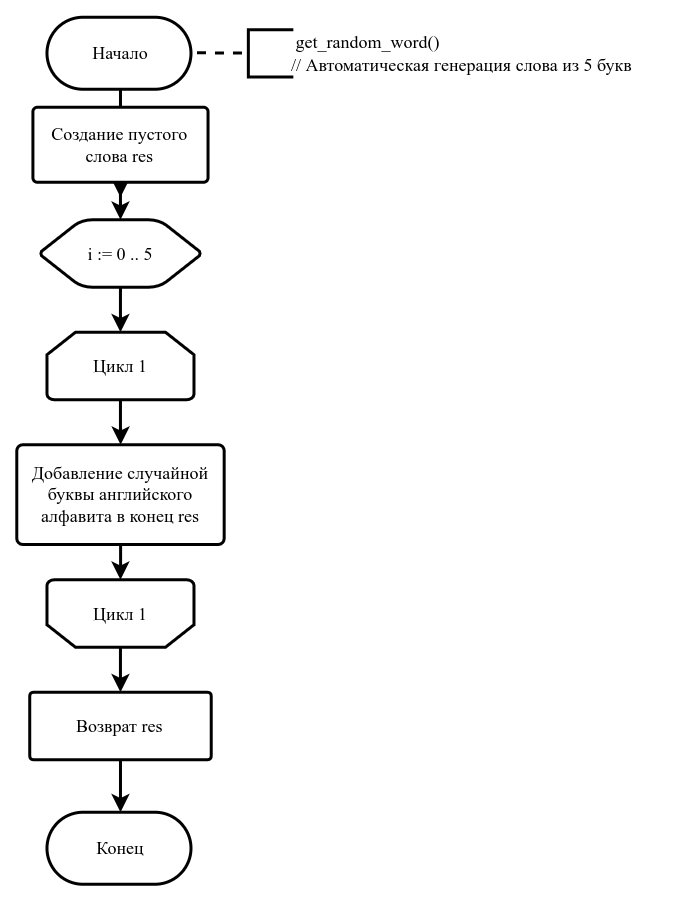 Начало
get_random_word()
// Автоматическая генерация слова из 5 букв
Создание пустого
слова res
i := 0 .. 5
Цикл 1
Добавление случайной
буквы английского
алфавита в конец res
Цикл 1
Возврат res
Конец